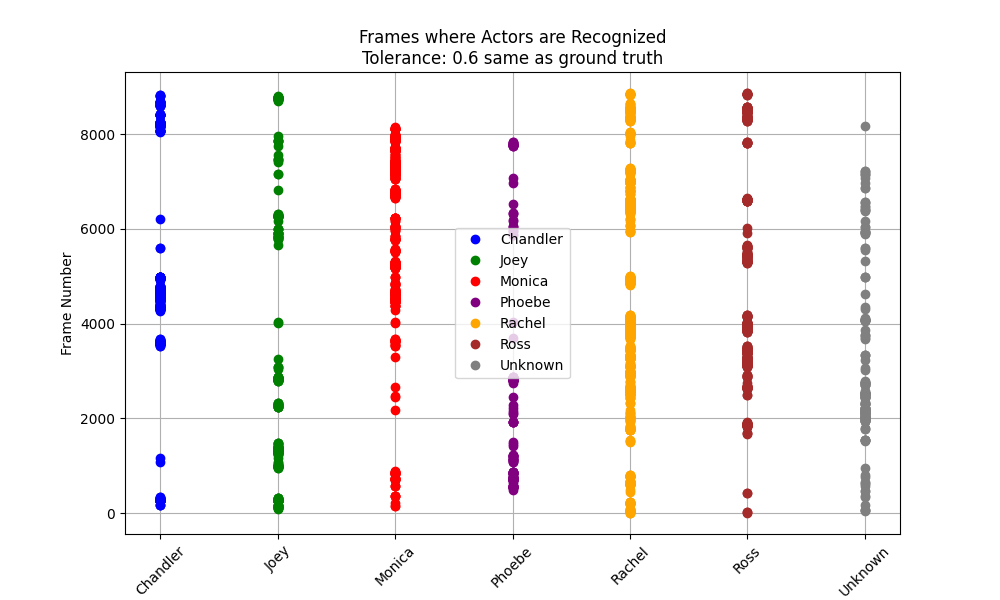 Frames where Actors are Recognized
Tolerance: 0.6 same as ground truth
Frame Number
8000
6000
4000
2000
0
Chandler
Joey
Monica
Phoebe
Rachel
Ross
Unknown
Chandler
Joey
Monica
Phoebe
Rachel
Ross
Unknown